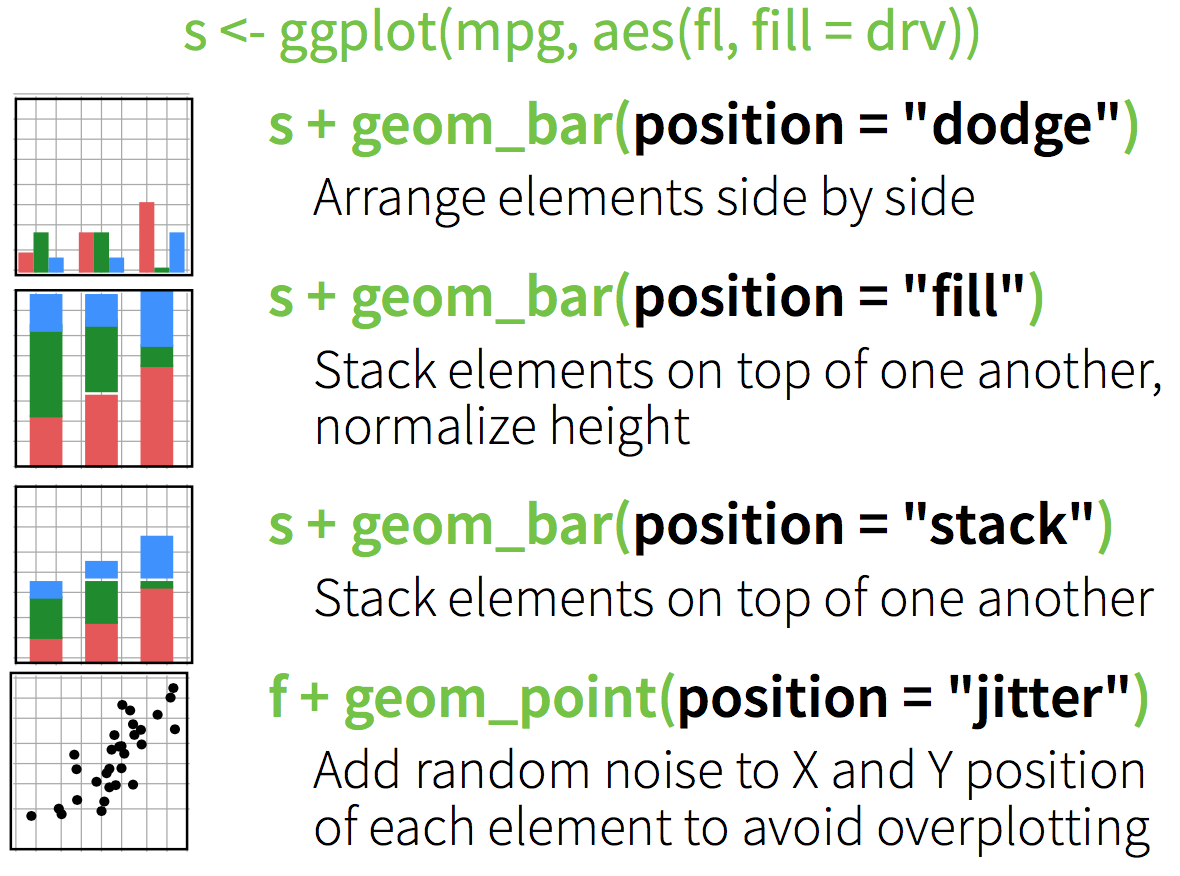 s <- ggplot(mpg, aes(fl, fill = drv))
s + geom_bar(position = "dodge")
Arrange elements side by side
s + geom_bar(position = "fill")
Stack elements on top of one another,
normalize height
s + geom_bar(position = "stack")
Stack elements on top of one another
f + geom_point(position = "jitter")
Add random noise to X and Y position
of each element to avoid overplotting